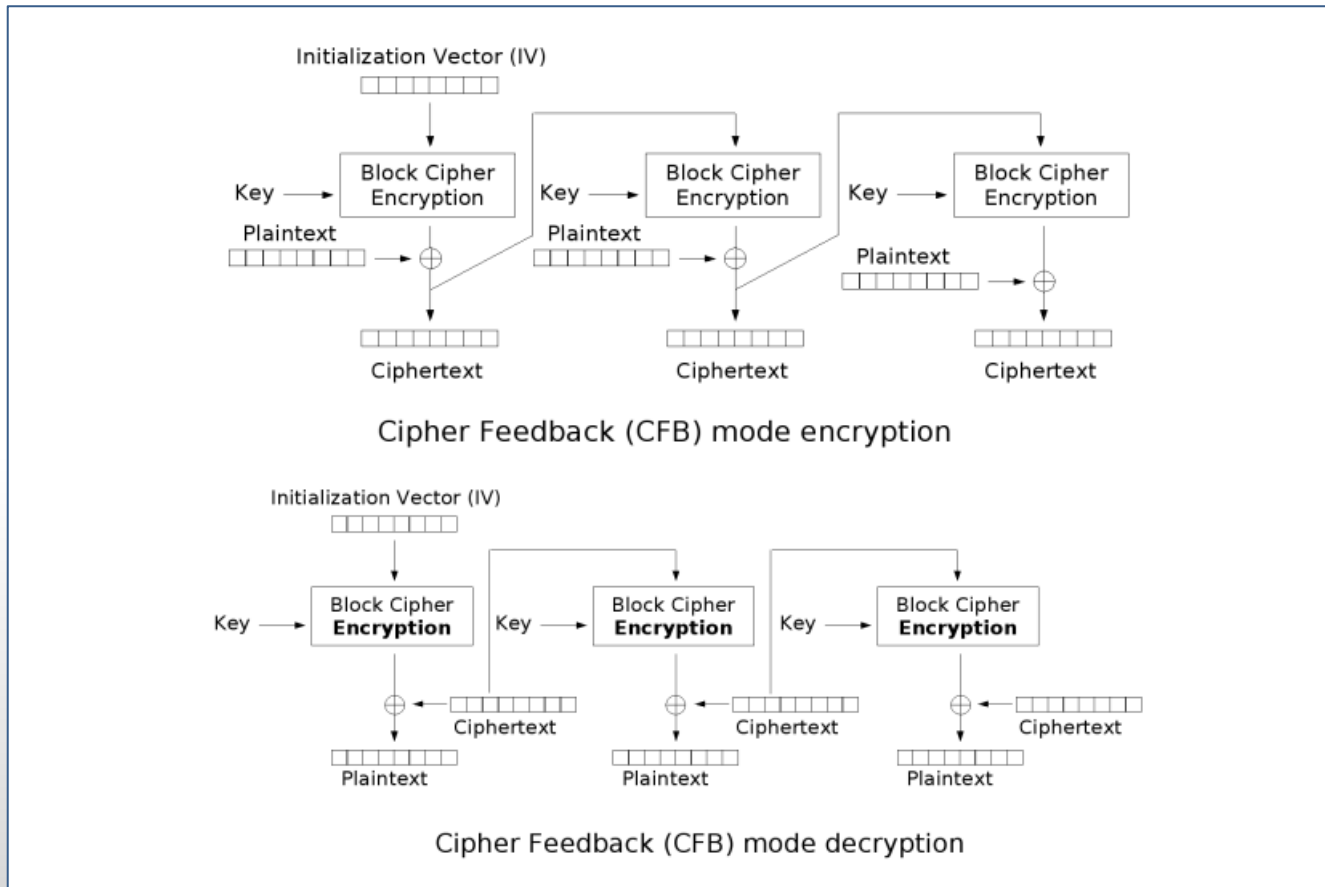 Initialization Vector (IV)
Block Cipher
Encryption
Block Cipher
Encryption
Block Cipher
Encryption
Key
Key
Key
Plaintext
Plaintext
Plaintext
Ciphertext
Ciphertext
Ciphertext
Cipher Feedback (CFB) mode encryption
Initialization Vector (IV)
Block Cipher
Encryption
Block Cipher
Encryption
Block Cipher
Encryption
Key
Key
Key
Ciphertext
Ciphertext
Ciphertext
Plaintext
Plaintext
Plaintext
Cipher Feedback (CFB) mode decryption